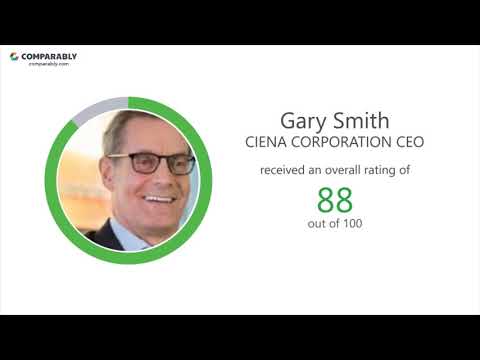 COMPARABLY
comparably.com
Gary Smith
CIENA CORPORATION CEO
received an overall rating of
88
out of 100